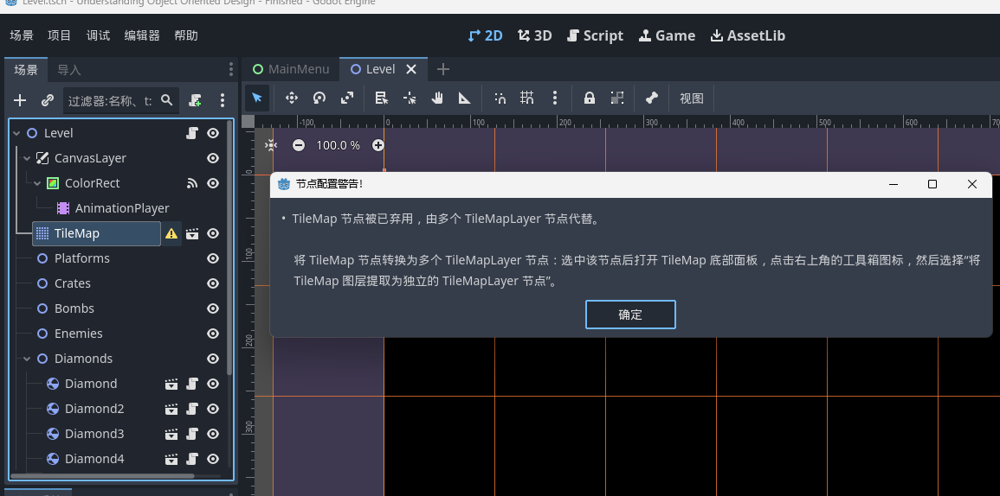 Level.tscn - Understanding Object Oriented Design - Finished - Godot Engine
场景 项目 调试 编辑器 帮助 2D 3D Script Game AssetLib
场景 导入 MainMenu Level
过滤器:名称、t: 视图
-100 0 100 200 300 400 500 600 70
Level
100.0 %
CanvasLayer
0
节点配置警告!
ColorRect
AnimationPlayer
• TileMap 节点被已弃用，由多个 TileMapLayer 节点代替。
TileMap
Platforms
100
将 TileMap 节点转换为多个 TileMapLayer 节点：选中该节点后打开 TileMap 底部面板，点击右上角的工具箱图标，然后选择“将
TileMap 图层提取为独立的 TileMapLayer 节点”。
Crates
Bombs
确定
Enemies
200
Diamonds
Diamond
Diamond2
300
Diamond3
Diamond4